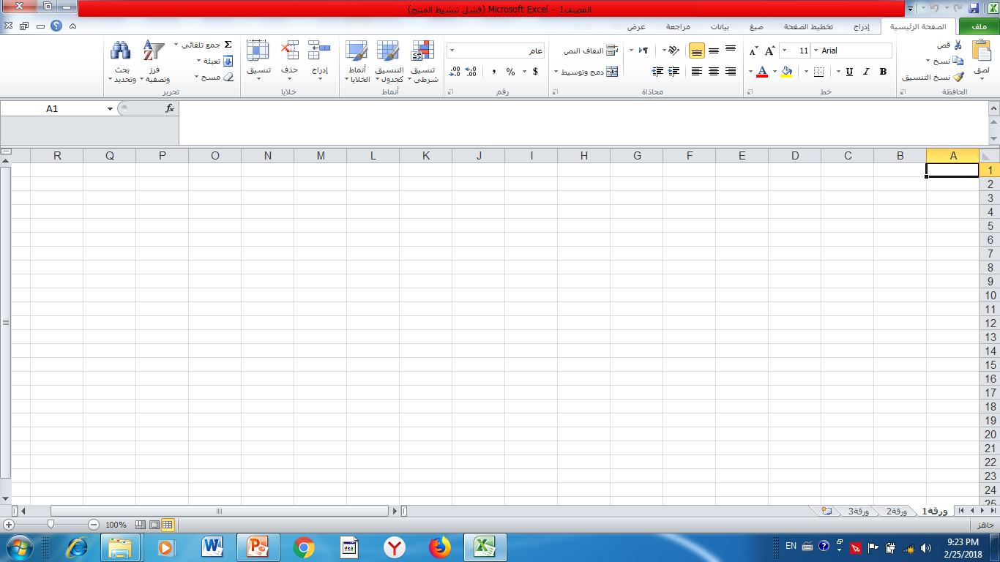 المصنف1 - Microsoft Excel (فشل تنشيط المنتج)
ملف الصفحة الرئيسية إدراج تخطيط الصفحة صيغ بيانات مراجعة عرض
لصق
قص
نسخ
نسخ التنسيق
الحافظة
Arial 11
B I U
خط
التفاف النص
دمج وتوسيط
محاذاة
عام
$ % ,
رقم
تنسيق شرطي
التنسيق كجدول
أنماط الخلايا
أنماط
إدراج
حذف
تنسيق
خلايا
Σ جمع تلقائي
تعبئة
مسح
فرز وتصفية
بحث وتحديد
تحرير
A1 fx
A B C D E F G H I J K L M N O P Q R
1
2
3
4
5
6
7
8
9
10
11
12
13
14
15
16
17
18
19
20
21
22
23
24
25
ورقة1 ورقة2 ورقة3
جاهز 100%
EN 9:23 PM
2/25/2018